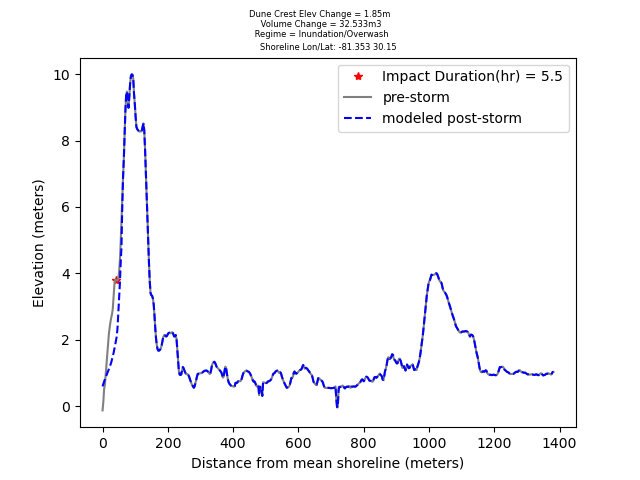 Dune Crest Elev Change = 1.85m
Volume Change = 32.533m3
Regime = Inundation/Overwash
Shoreline Lon/Lat: -81.353 30.15
Impact Duration(hr) = 5.5
pre-storm
modeled post-storm
Elevation (meters)
10
8
6
4
2
0
0 200 400 600 800 1000 1200 1400
Distance from mean shoreline (meters)